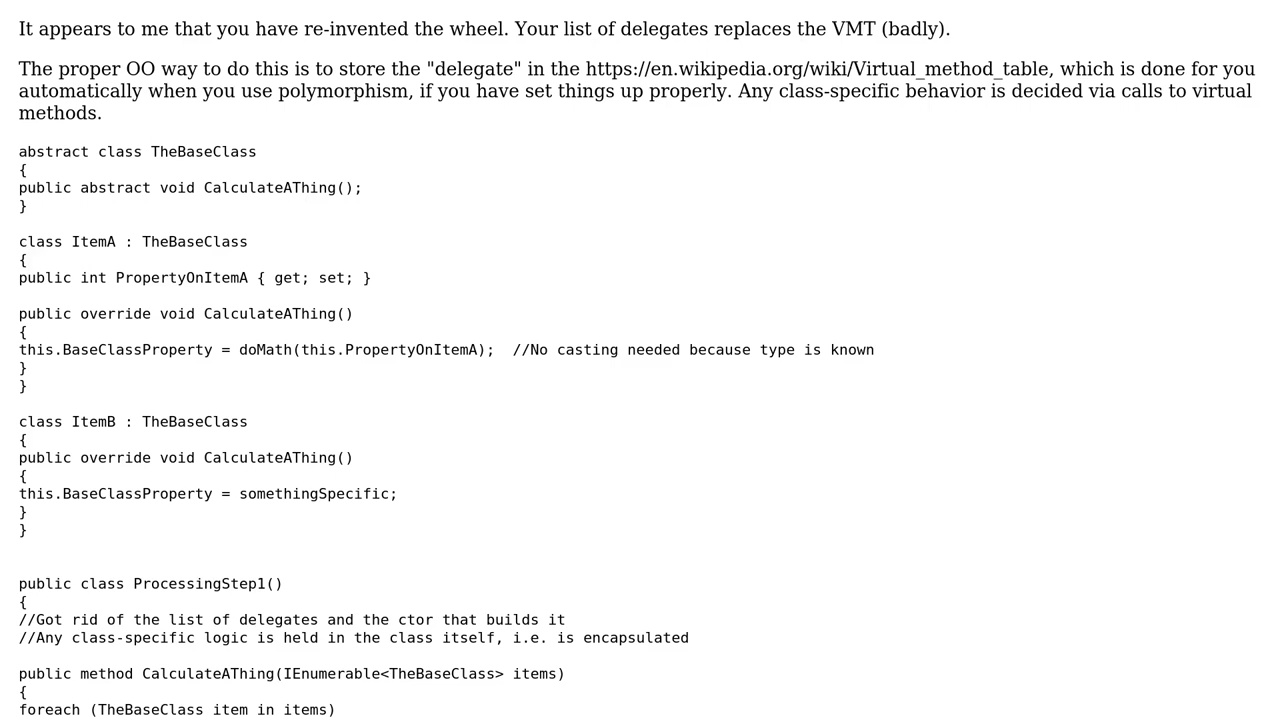 It appears to me that you have re-invented the wheel. Your list of delegates replaces the VMT (badly).
The proper OO way to do this is to store the "delegate" in the https://en.wikipedia.org/wiki/Virtual_method_table, which is done for you
automatically when you use polymorphism, if you have set things up properly. Any class-specific behavior is decided via calls to virtual
methods.
abstract class TheBaseClass
{
public abstract void CalculateAThing();
}
class ItemA : TheBaseClass
{
public int PropertyOnItemA { get; set; }
public override void CalculateAThing()
{
this.BaseClassProperty = doMath(this.PropertyOnItemA);  //No casting needed because type is known
}
}
class ItemB : TheBaseClass
{
public override void CalculateAThing()
{
this.BaseClassProperty = somethingSpecific;
}
}
public class ProcessingStep1()
{
//Got rid of the list of delegates and the ctor that builds it
//Any class-specific logic is held in the class itself, i.e. is encapsulated
public method CalculateAThing(IEnumerable<TheBaseClass> items)
{
foreach (TheBaseClass item in items)